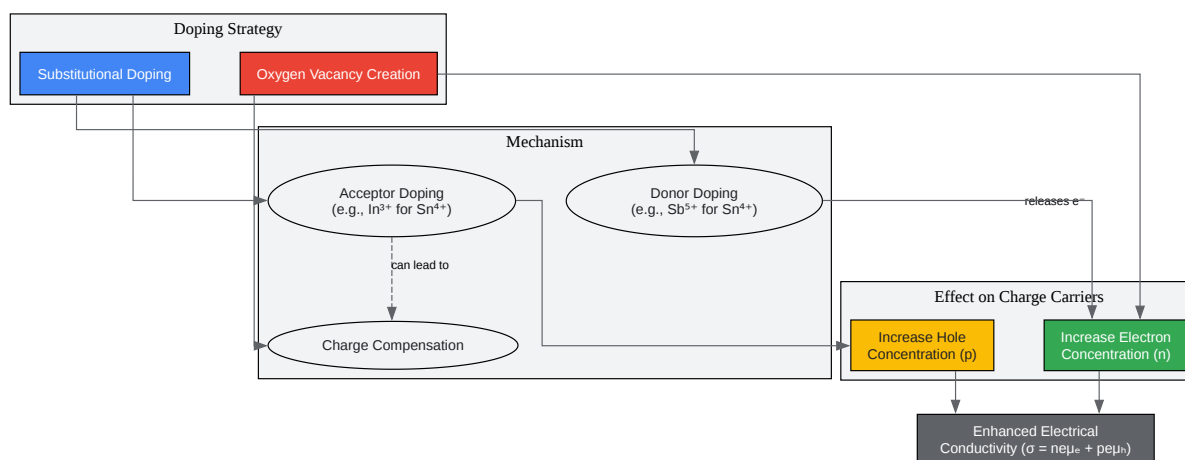 Doping Strategy
Substitutional Doping
Oxygen Vacancy Creation
Mechanism
Acceptor Doping
(e.g., In³⁺ for Sn⁴⁺)
Donor Doping
(e.g., Sb⁵⁺ for Sn⁴⁺)
releases e⁻
can lead to
Charge Compensation
Effect on Charge Carriers
Increase Hole
Concentration (p)
Increase Electron
Concentration (n)
Enhanced Electrical
Conductivity (σ = neμₑ + peμₕ)